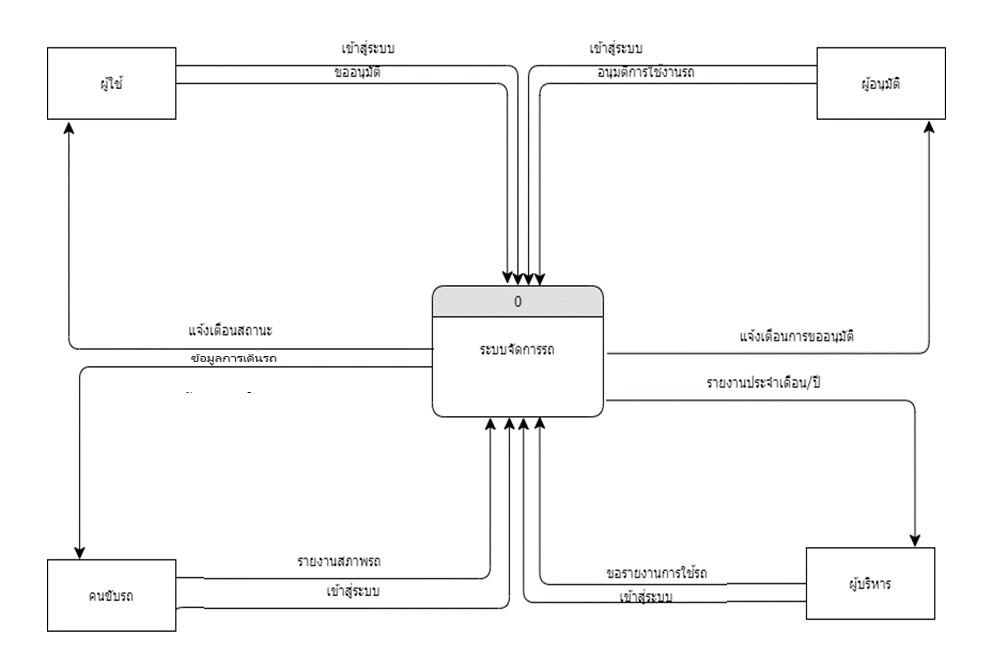 เข้าสู่ระบบ
เข้าสู่ระบบ
ผู้ใช้
ขออนุมัติ
อนุมติการใช้งานรถ
ผู้อนุมัติ
0
ระบบจัดการรถ
แจ้งเตือนสถานะ
แจ้งเตือนการขออนุมัติ
ข้อมูลการเดินรถ
รายงานประจำเดือน/ปี
รายงานสภาพรถ
ขอรายงานการใช้รถ
คนขับรถ
เข้าสู่ระบบ
เข้าสู่ระบบ
ผู้บริหาร